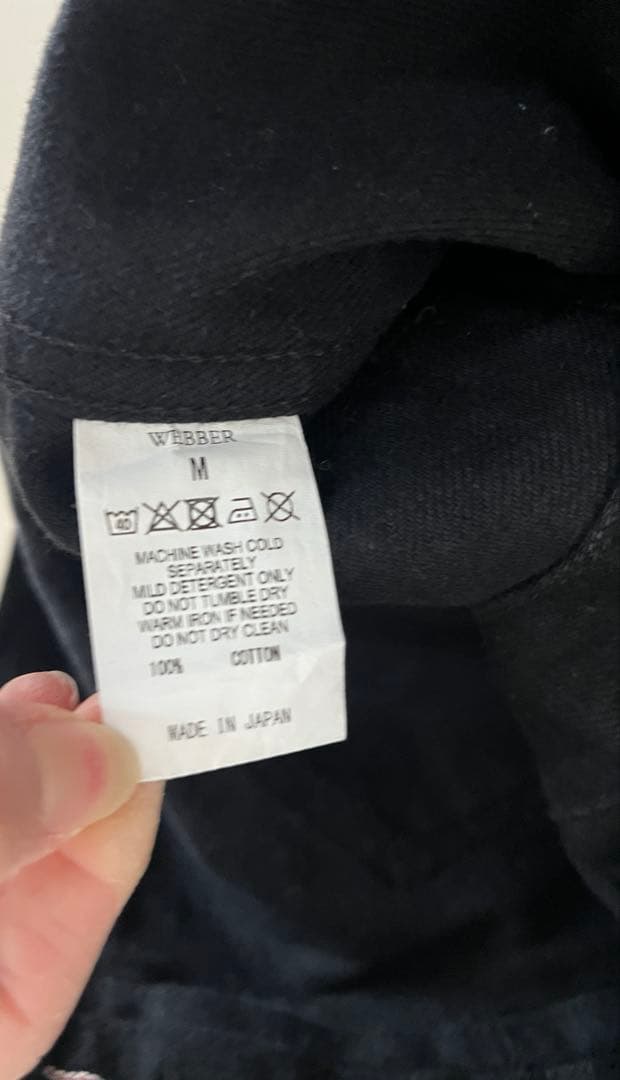 WEBBER
M
40
MACHINE WASH COLD
SEPARATELY
MILD DETERGENT ONLY
DO NOT TUMBLE DRY
WARM IRON IF NEEDED
DO NOT DRY CLEAN
100% COTTON
MADE IN JAPAN